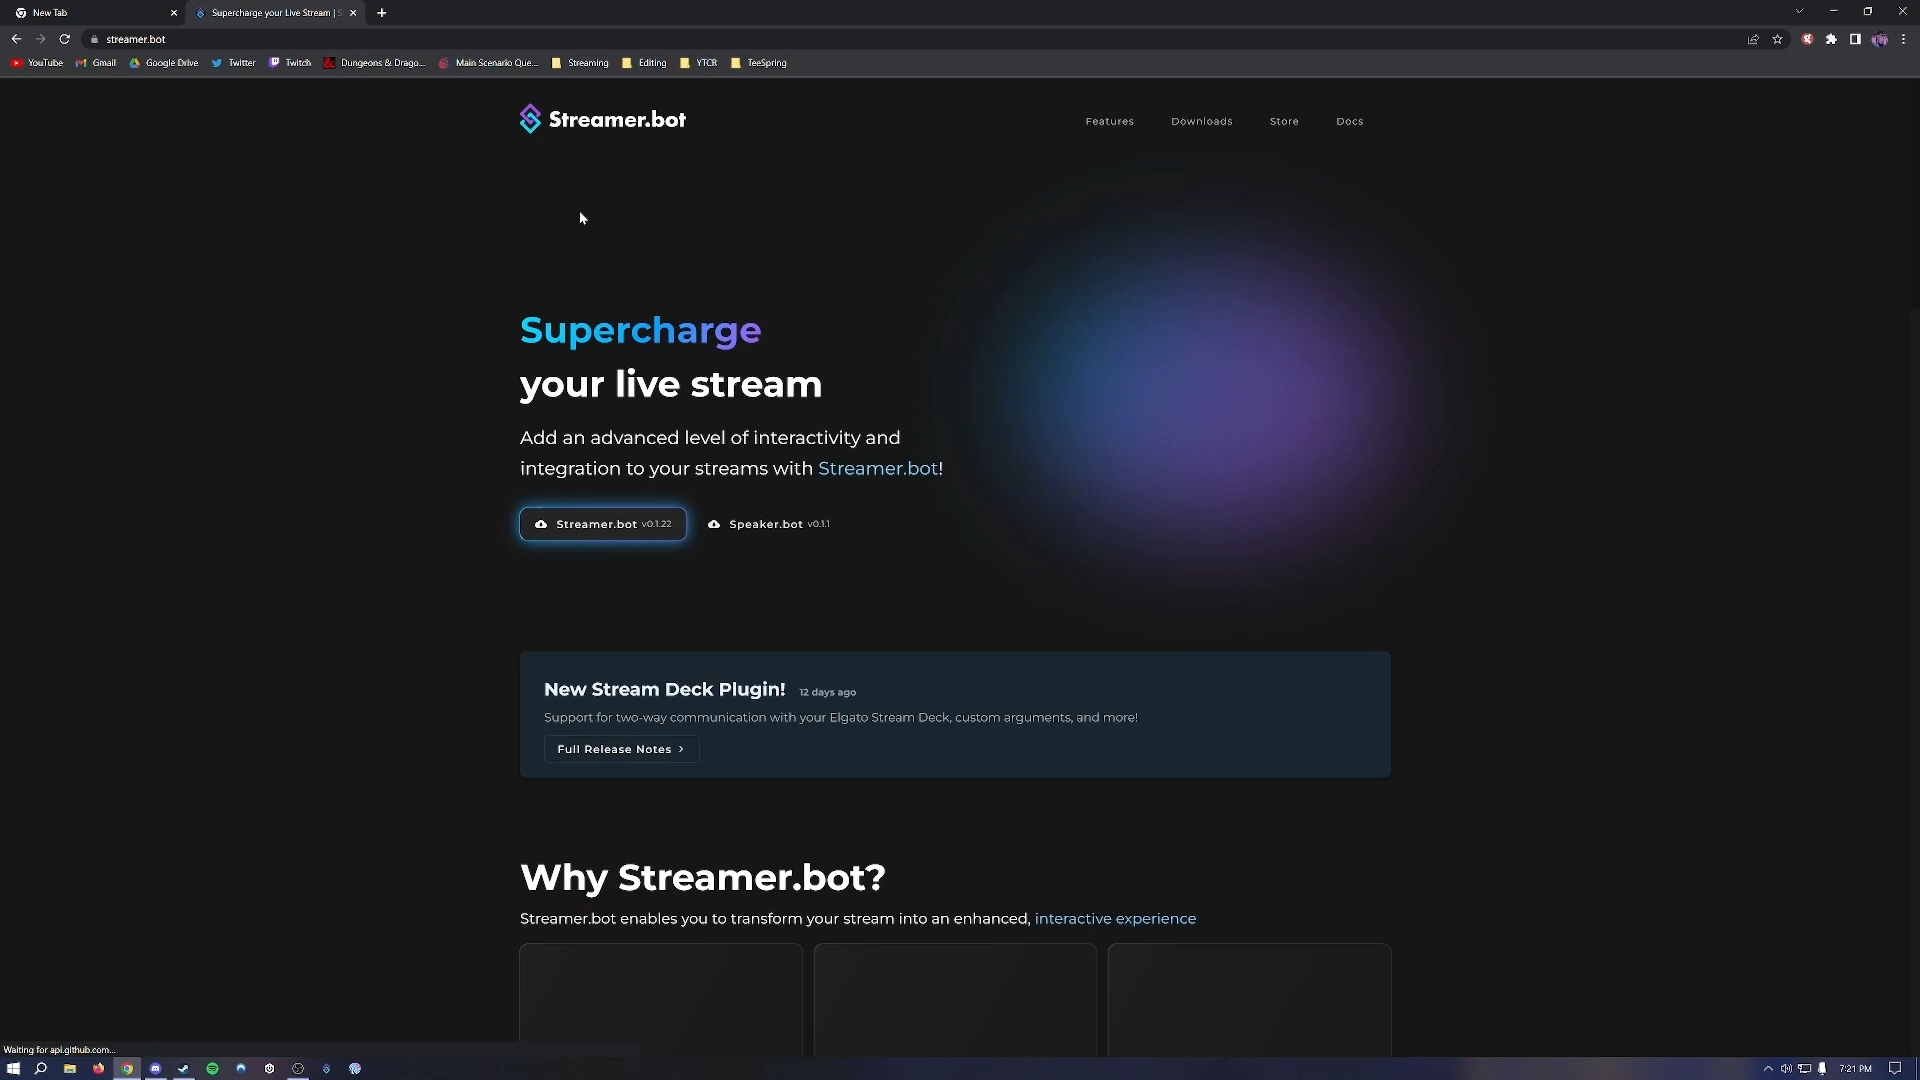 New Tab
Supercharge your Live Stream | S
streamer.bot
YouTube
Gmail
Google Drive
Twitter
Twitch
Dungeons & Drago...
Main Scenario Que...
Streaming
Editing
YTCR
TeeSpring
Streamer.bot
Features
Downloads
Store
Docs
Supercharge
your live stream
Add an advanced level of interactivity and
integration to your streams with Streamer.bot!
Streamer.bot v0.1.22
Speaker.bot v0.1.1
New Stream Deck Plugin! 12 days ago
Support for two-way communication with your Elgato Stream Deck, custom arguments, and more!
Full Release Notes >
Why Streamer.bot?
Streamer.bot enables you to transform your stream into an enhanced, interactive experience
Waiting for api.github.com...
7:21 PM